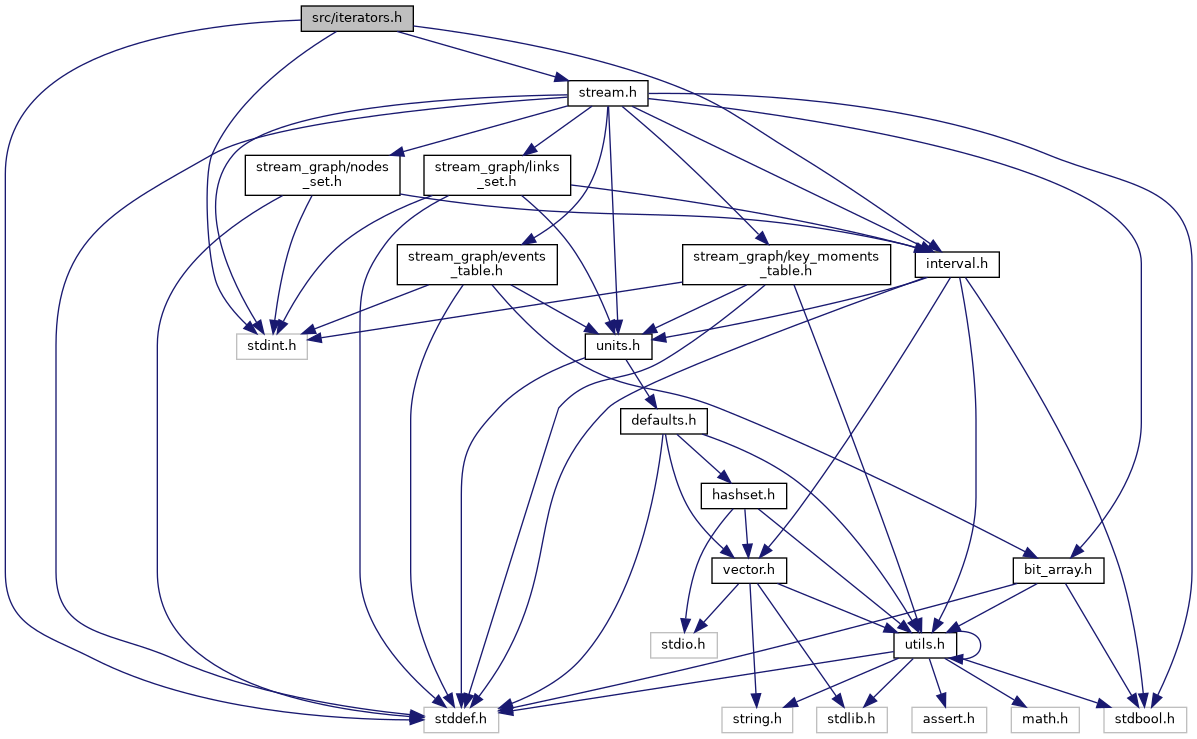 src/iterators.h
stream.h
stream_graph/nodes
_set.h
stream_graph/links
_set.h
stream_graph/events
_table.h
stream_graph/key_moments
_table.h
interval.h
stdint.h
units.h
defaults.h
hashset.h
vector.h
bit_array.h
stdio.h
utils.h
stddef.h
string.h
stdlib.h
assert.h
math.h
stdbool.h